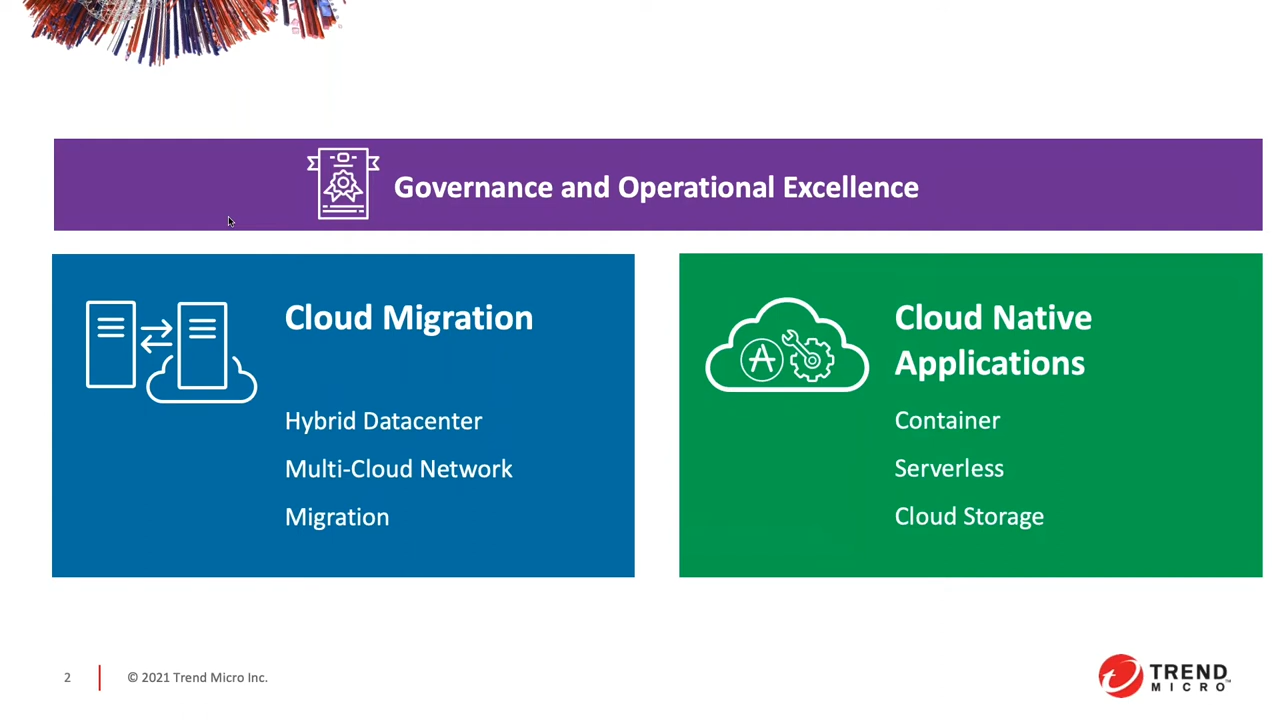 Governance and Operational Excellence
Cloud Migration
Hybrid Datacenter
Multi-Cloud Network
Migration
Cloud Native
Applications
Container
Serverless
Cloud Storage
2
© 2021 Trend Micro Inc.
TREND
MICRO™